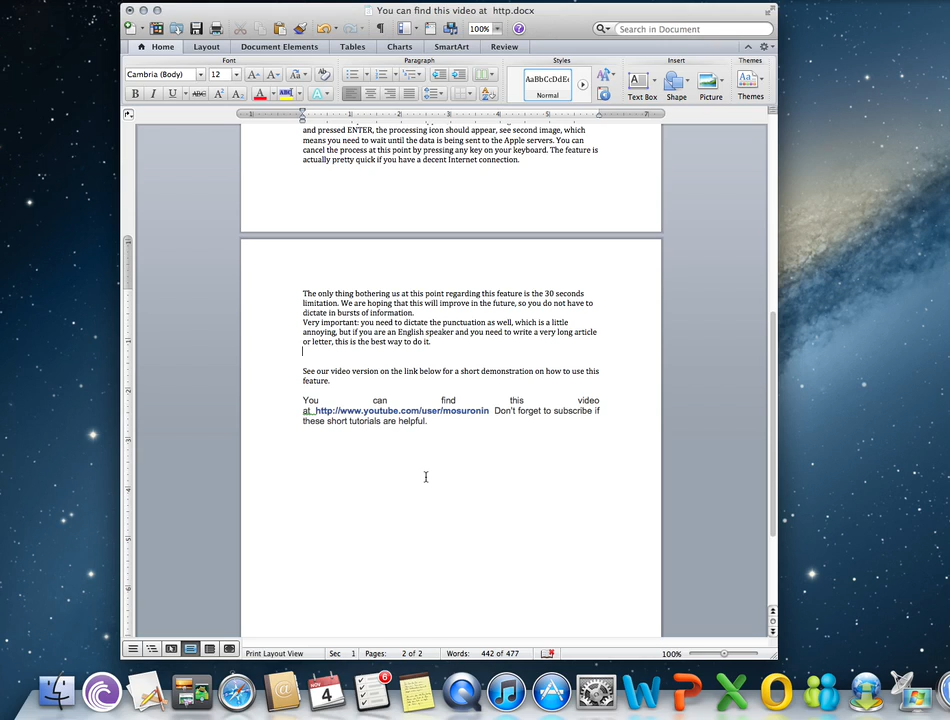 You can find this video at  http.docx
100%
Search in Document
Home
Layout
Document Elements
Tables
Charts
SmartArt
Review
Font
Paragraph
Styles
Insert
Themes
Cambria (Body)
12
AaBbCcDdE
Normal
Text Box
Shape
Picture
Themes
and pressed ENTER, the processing icon should appear, see second image, which
means you need to wait until the data is being sent to the Apple servers. You can
cancel the process at this point by pressing any key on your keyboard. The feature is
actually pretty quick if you have a decent Internet connection.
The only thing bothering us at this point regarding this feature is the 30 seconds
limitation. We are hoping that this will improve in the future, so you do not have to
dictate in bursts of information.
Very important: you need to dictate the punctuation as well, which is a little
annoying, but if you are an English speaker and you need to write a very long article
or letter, this is the best way to do it.
See our video version on the link below for a short demonstration on how to use this
feature.
You can find this video
at http://www.youtube.com/user/mosuronin Don't forget to subscribe if
these short tutorials are helpful.
Print Layout View
Sec 1
Pages: 2 of 2
Words: 442 of 477
100%
NOV
4
6